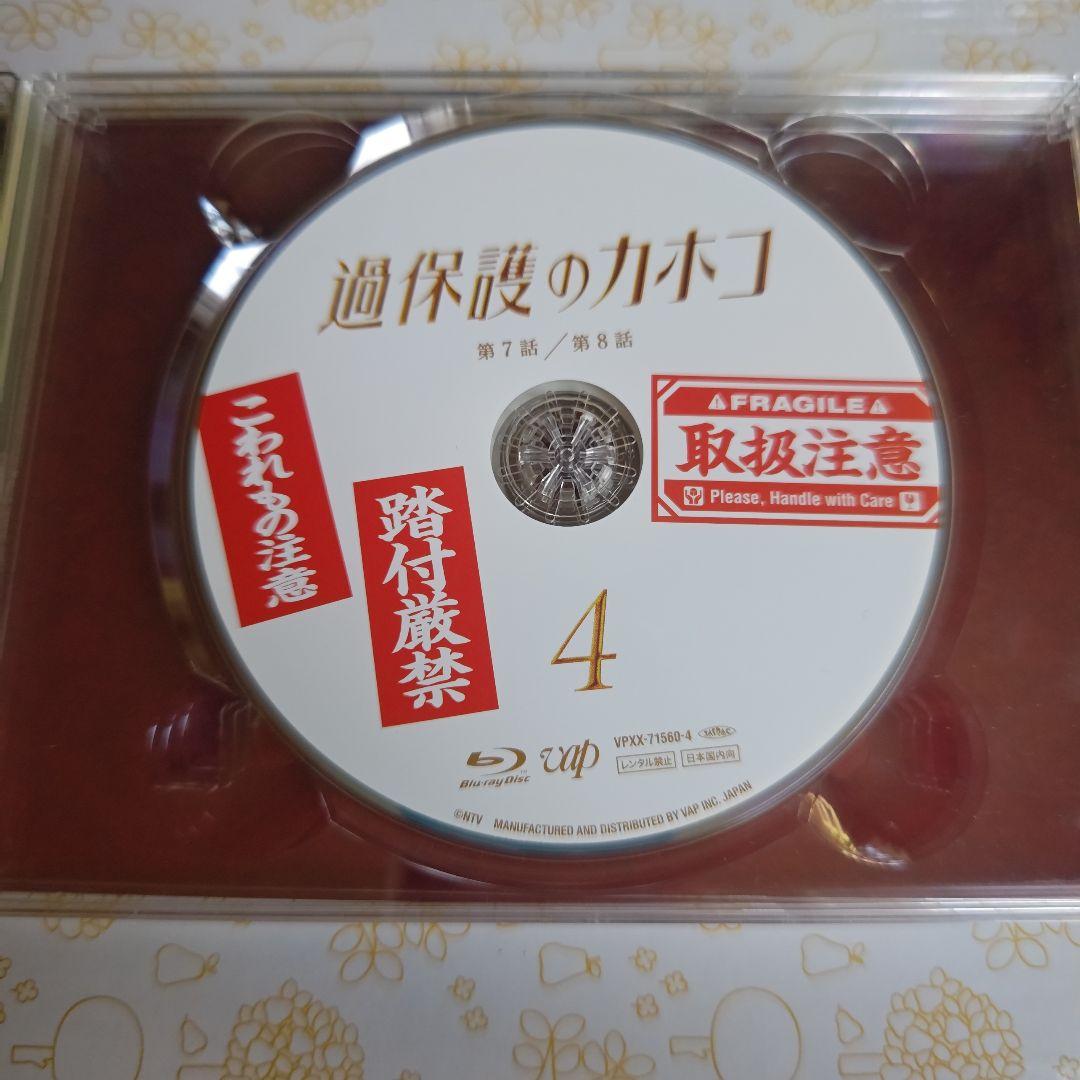 過保護のカホコ
第7話／第8話
こわれもの注意
踏付厳禁
FRAGILE
取扱注意
Please, Handle with Care
4
Blu-ray Disc™
vap
VPXX-71560-4
レンタル禁止
日本国内向
©NTV MANUFACTURED AND DISTRIBUTED BY VAP INC. JAPAN